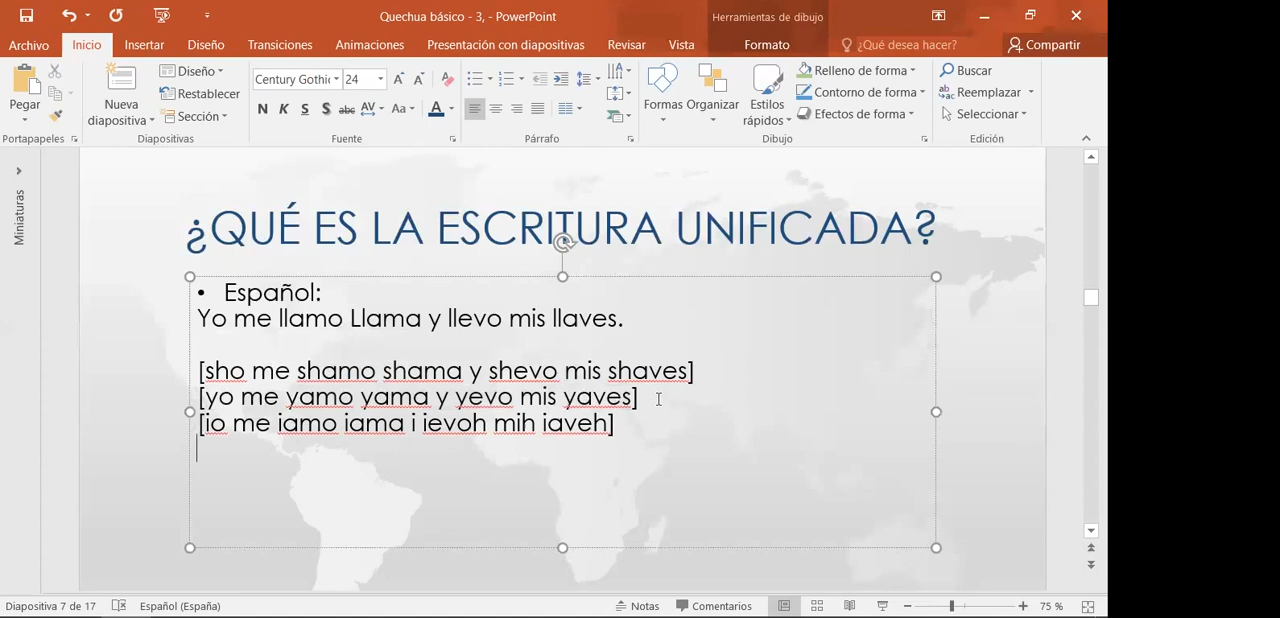 Quechua básico - 3, - PowerPoint
Herramientas de dibujo
Archivo Inicio Insertar Diseño Transiciones Animaciones Presentación con diapositivas Revisar Vista Formato ¿Qué desea hacer? Compartir
Pegar
Nueva diapositiva
Diseño
Restablecer
Sección
Century Gothic 24
N K S S abc AV Aa A
Formas Organizar Estilos rápidos
Relleno de forma
Contorno de forma
Efectos de forma
Buscar
Reemplazar
Seleccionar
Portapapeles Diapositivas Fuente Párrafo Dibujo Edición
Miniaturas
¿QUÉ ES LA ESCRITURA UNIFICADA?
• Español:
Yo me llamo Llama y llevo mis llaves.
[sho me shamo shama y shevo mis shaves]
[yo me yamo yama y yevo mis yaves]
[io me iamo iama i ievoh mih iaveh]
Diapositiva 7 de 17 Español (España) Notas Comentarios 75 %